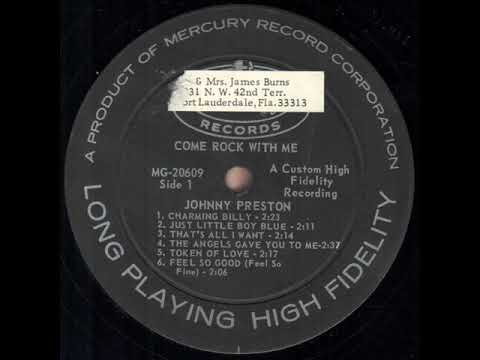 A PRODUCT OF MERCURY RECORD CORPORATION
& Mrs. James Burns
31 N. W. 42nd Terr.
ort Lauderdale, Fla. 33313
RECORDS
COME ROCK WITH ME
MG-20609
Side 1
A Custom High
Fidelity
Recording
JOHNNY PRESTON
1. CHARMING BILLY - 2:23
2. JUST LITTLE BOY BLUE - 2:11
3. THAT'S ALL I WANT - 2:14
4. THE ANGELS GAVE YOU TO ME-2:37
5. TOKEN OF LOVE - 2:17
6. FEEL SO GOOD (Feel So
Fine) - 2:06
LONG PLAYING HIGH FIDELITY